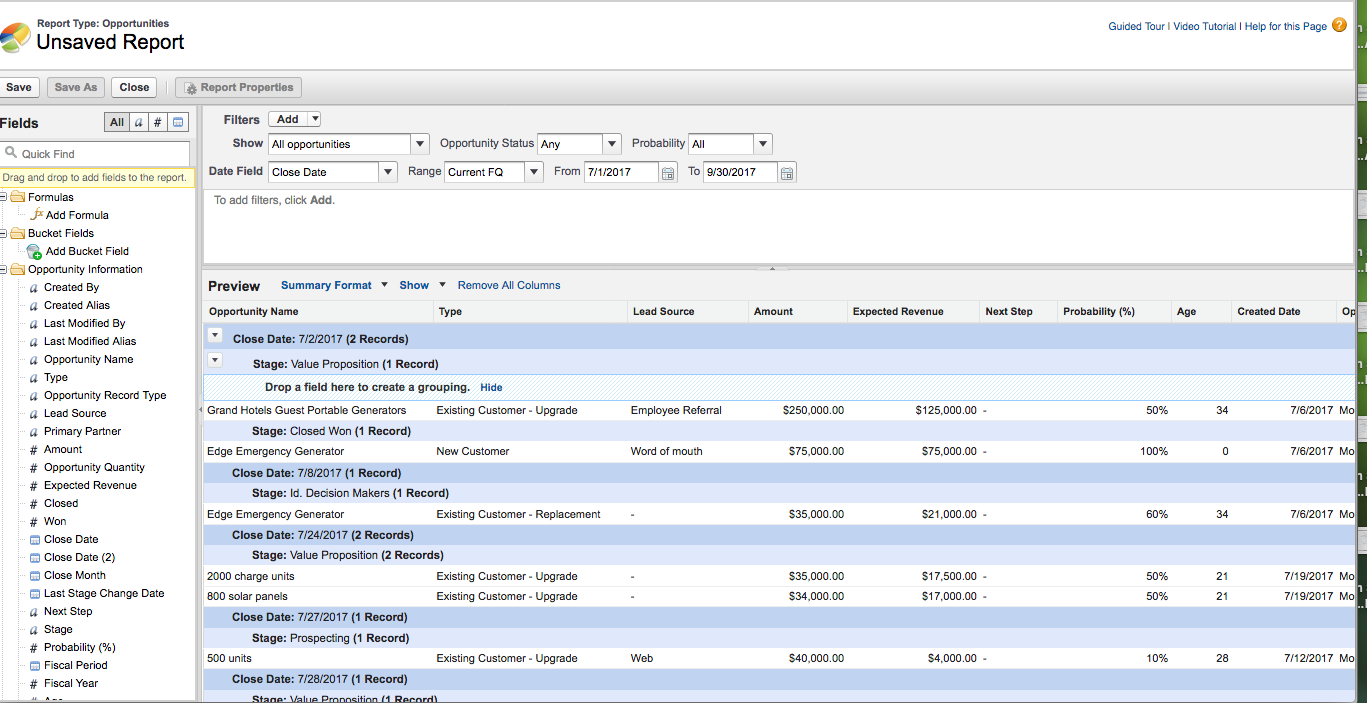 Report Type: Opportunities
Unsaved Report
Guided Tour | Video Tutorial | Help for this Page ?
Save Save As Close Report Properties
Fields All a #
Quick Find
Drag and drop to add fields to the report.
Formulas
fx Add Formula
Bucket Fields
Add Bucket Field
Opportunity Information
a Created By
a Created Alias
a Last Modified By
a Last Modified Alias
a Opportunity Name
a Type
a Opportunity Record Type
a Lead Source
a Primary Partner
# Amount
# Opportunity Quantity
# Expected Revenue
# Closed
# Won
Close Date
Close Date (2)
Close Month
Last Stage Change Date
a Next Step
a Stage
# Probability (%)
Fiscal Period
# Fiscal Year
# Age
Filters Add
Show All opportunities Opportunity Status Any Probability All
Date Field Close Date Range Current FQ From 7/1/2017 To 9/30/2017
To add filters, click Add.
Preview Summary Format Show Remove All Columns
Opportunity Name Type Lead Source Amount Expected Revenue Next Step Probability (%) Age Created Date Op
Close Date: 7/2/2017 (2 Records)
Stage: Value Proposition (1 Record)
Drop a field here to create a grouping. Hide
Grand Hotels Guest Portable Generators Existing Customer - Upgrade Employee Referral $250,000.00 $125,000.00 - 50% 34 7/6/2017 Mo
Stage: Closed Won (1 Record)
Edge Emergency Generator New Customer Word of mouth $75,000.00 $75,000.00 - 100% 0 7/6/2017 Mo
Close Date: 7/8/2017 (1 Record)
Stage: Id. Decision Makers (1 Record)
Edge Emergency Generator Existing Customer - Replacement - $35,000.00 $21,000.00 - 60% 34 7/6/2017 Mo
Close Date: 7/24/2017 (2 Records)
Stage: Value Proposition (2 Records)
2000 charge units Existing Customer - Upgrade - $35,000.00 $17,500.00 - 50% 21 7/19/2017 Mo
800 solar panels Existing Customer - Upgrade - $34,000.00 $17,000.00 - 50% 21 7/19/2017 Mo
Close Date: 7/27/2017 (1 Record)
Stage: Prospecting (1 Record)
500 units Existing Customer - Upgrade Web $40,000.00 $4,000.00 - 10% 28 7/12/2017 Mo
Close Date: 7/28/2017 (1 Record)
Stage: Value Proposition (1 Record)